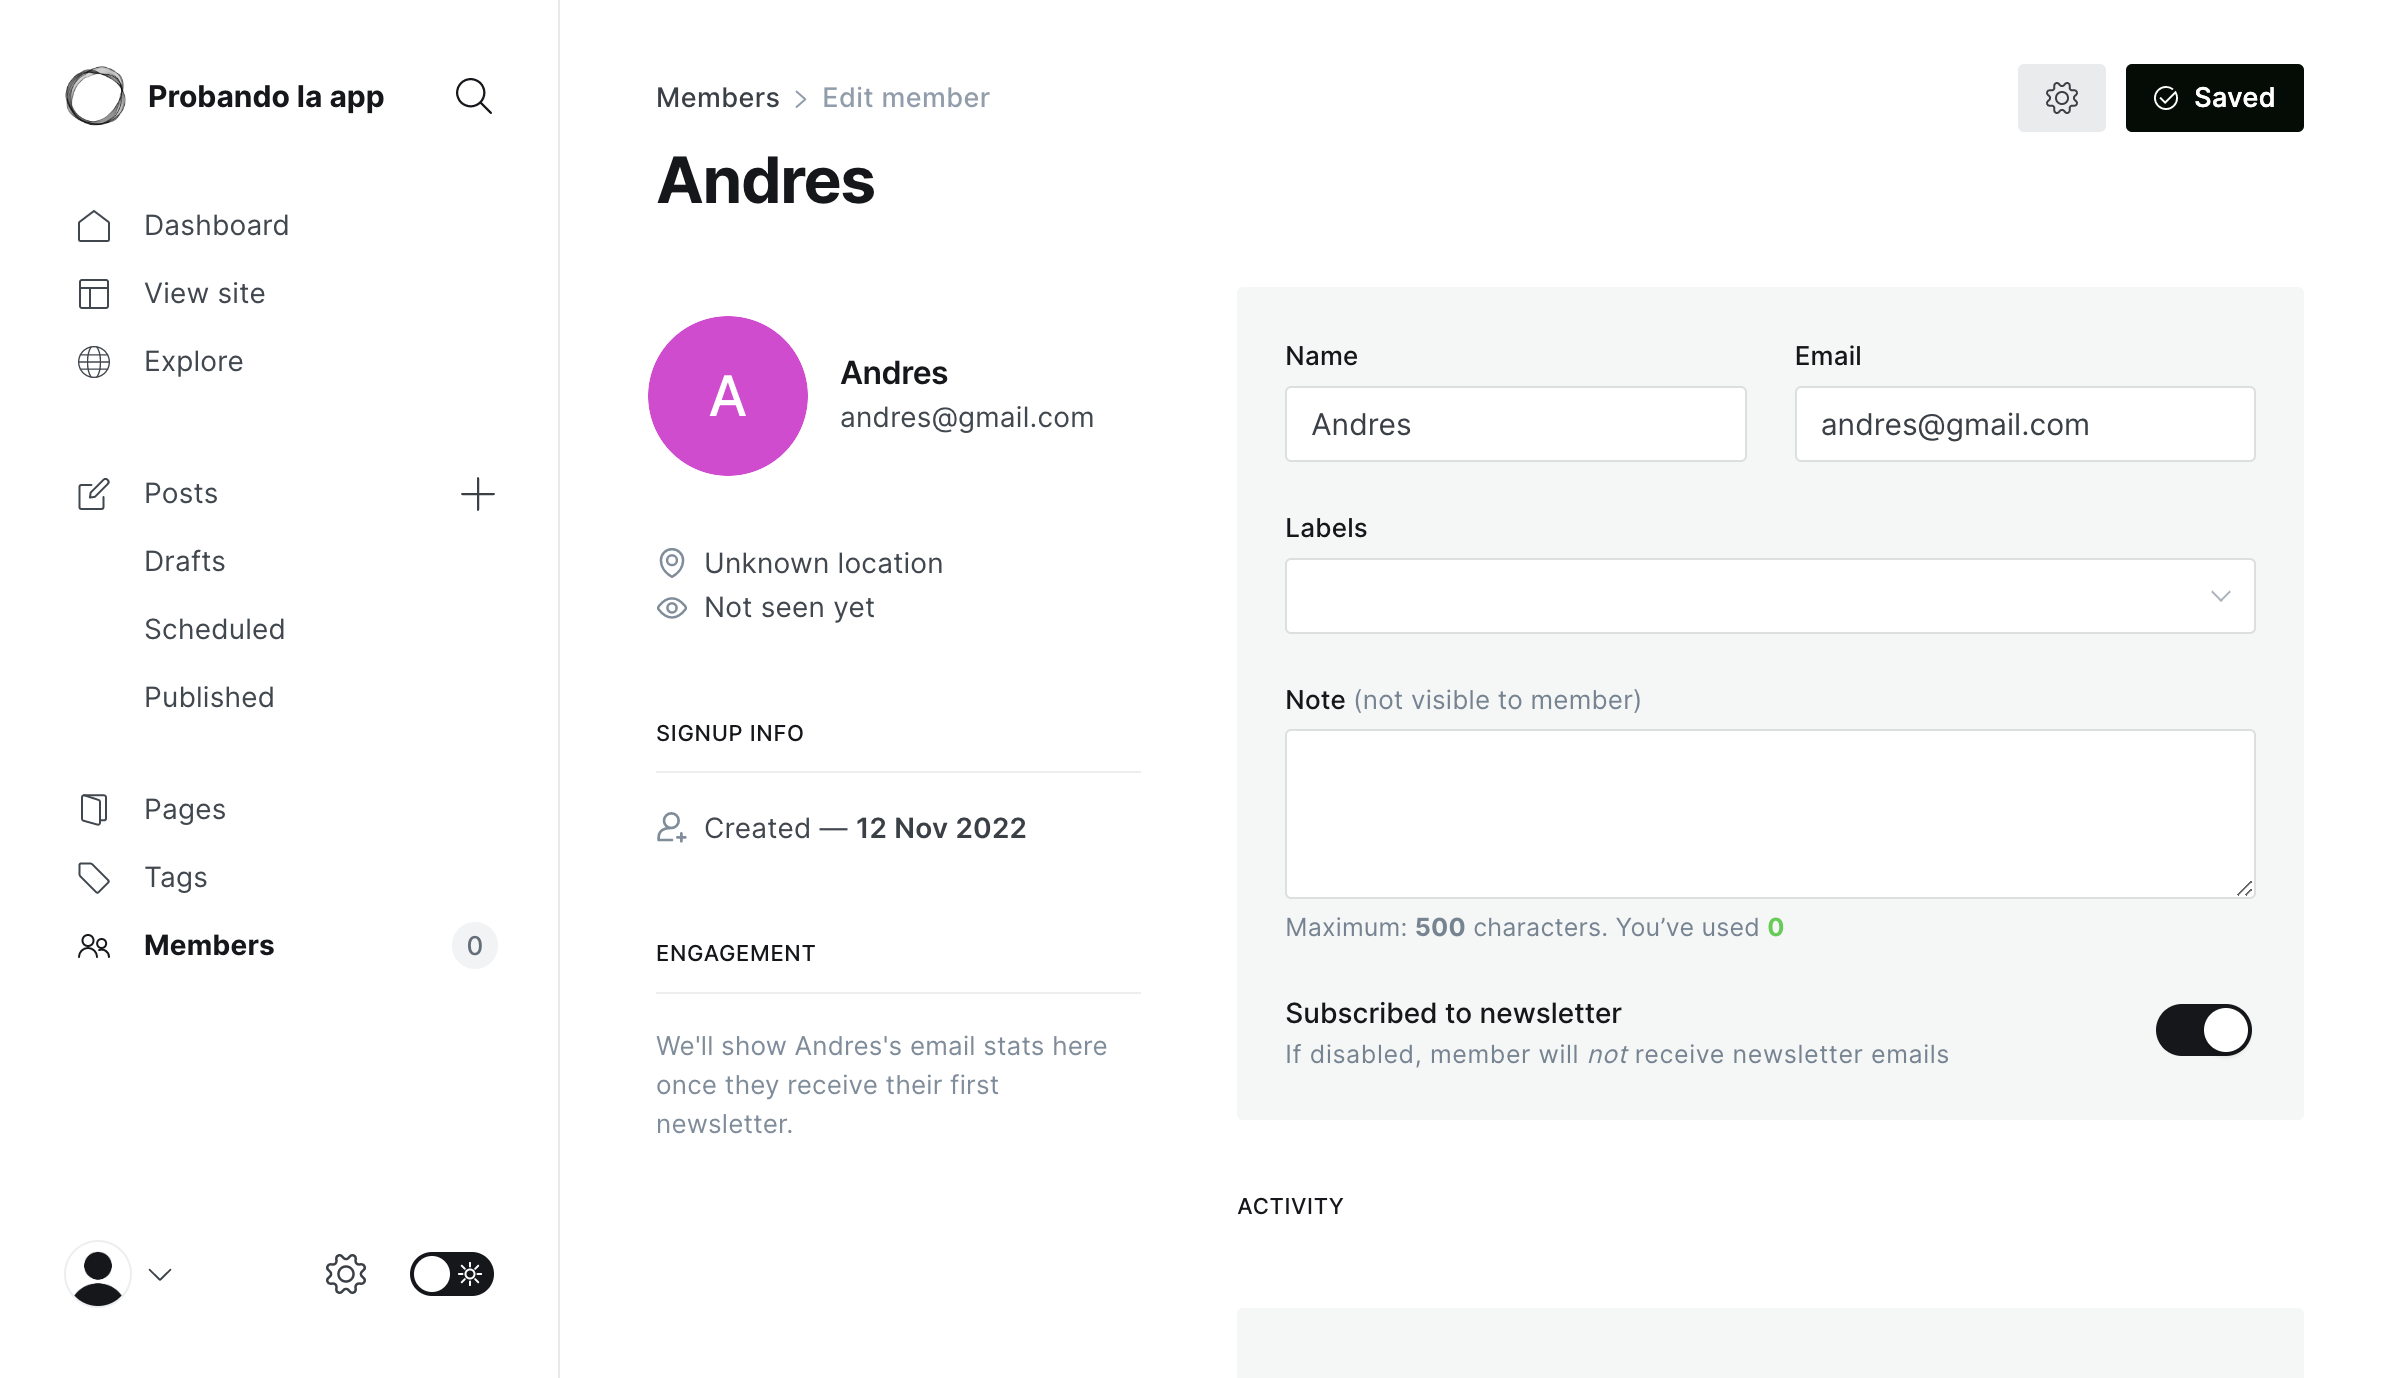 Probando la app
Dashboard
View site
Explore
Posts
Drafts
Scheduled
Published
Pages
Tags
Members
0
Members > Edit member
Saved
Andres
A
Andres
andres@gmail.com
Unknown location
Not seen yet
SIGNUP INFO
Created — 12 Nov 2022
ENGAGEMENT
We'll show Andres's email stats here
once they receive their first
newsletter.
Name
Andres
Email
andres@gmail.com
Labels
Note (not visible to member)
Maximum: 500 characters. You’ve used 0
Subscribed to newsletter
If disabled, member will not receive newsletter emails
ACTIVITY